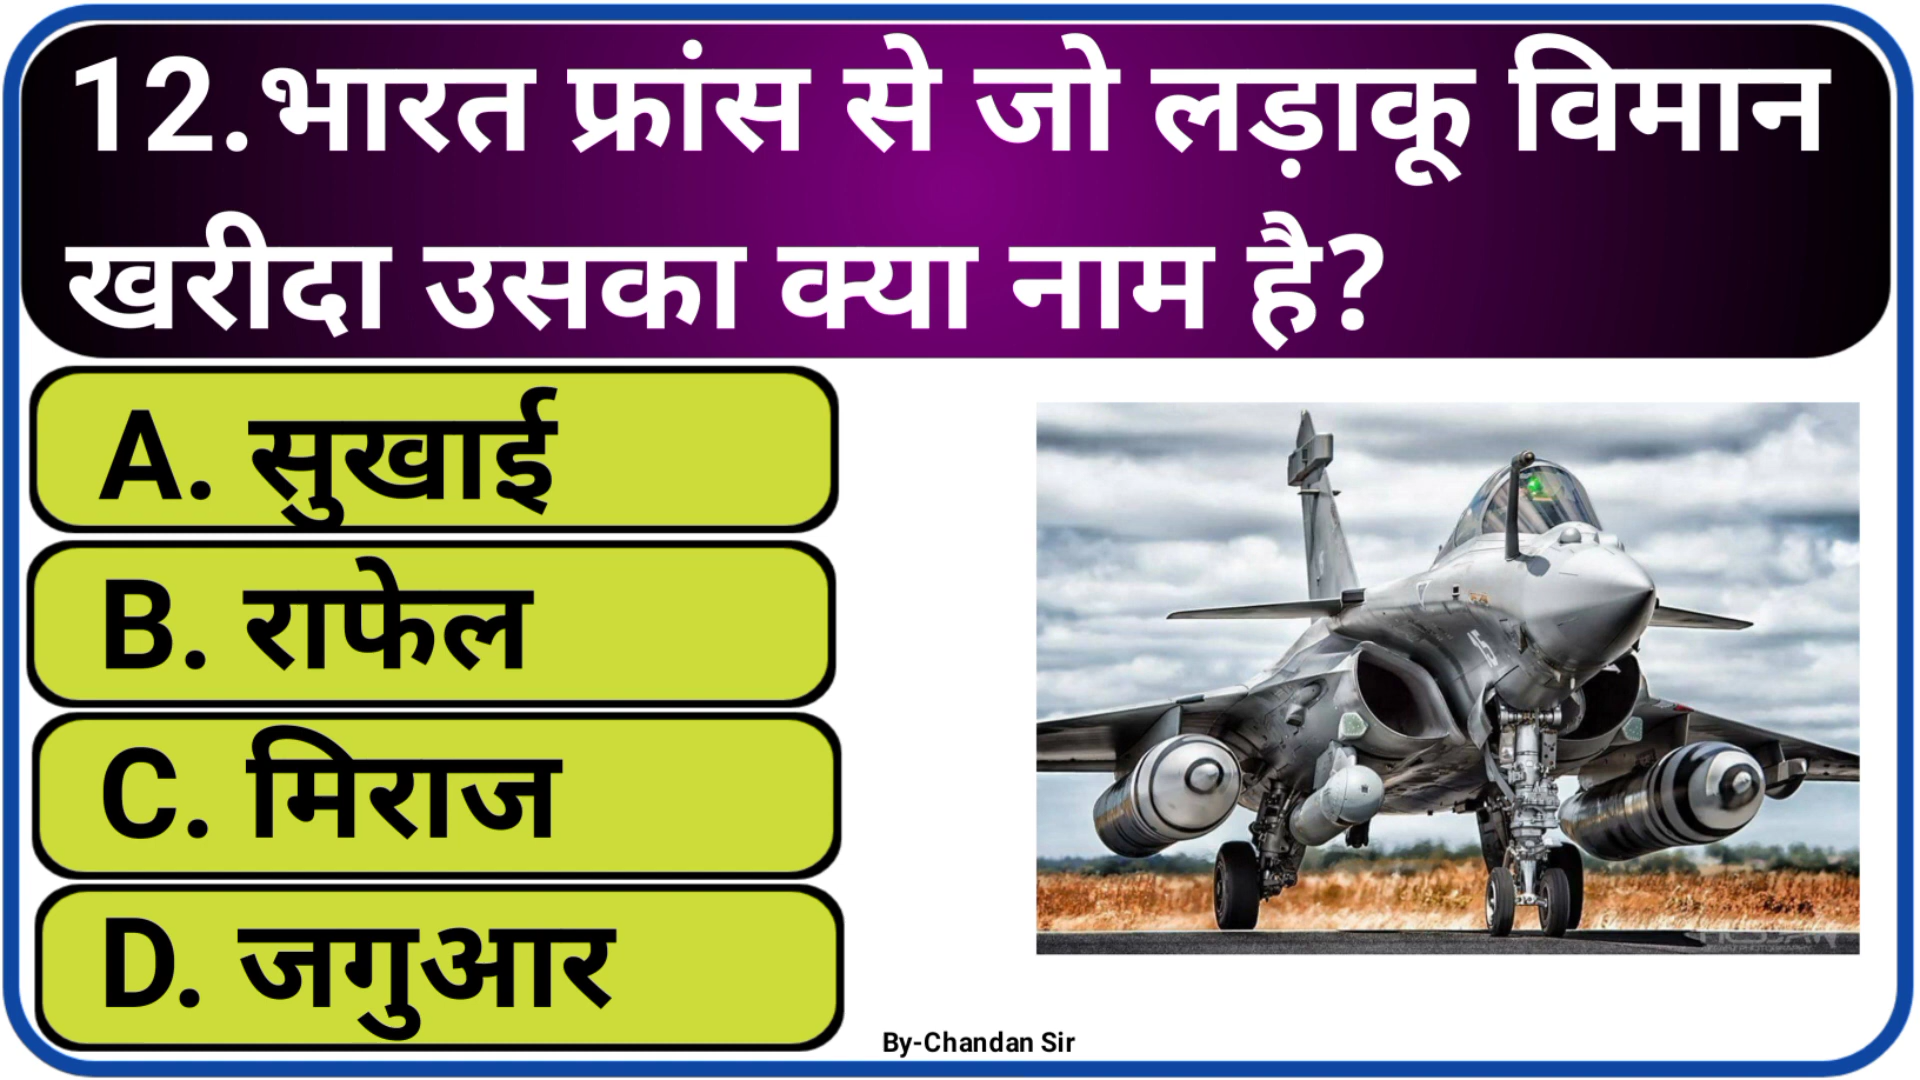 12.भारत फ्रांस से जो लड़ाकू विमान
खरीदा उसका क्या नाम है?
A. सुखाई
B. राफेल
C. मिराज
D. जगुआर
By-Chandan Sir